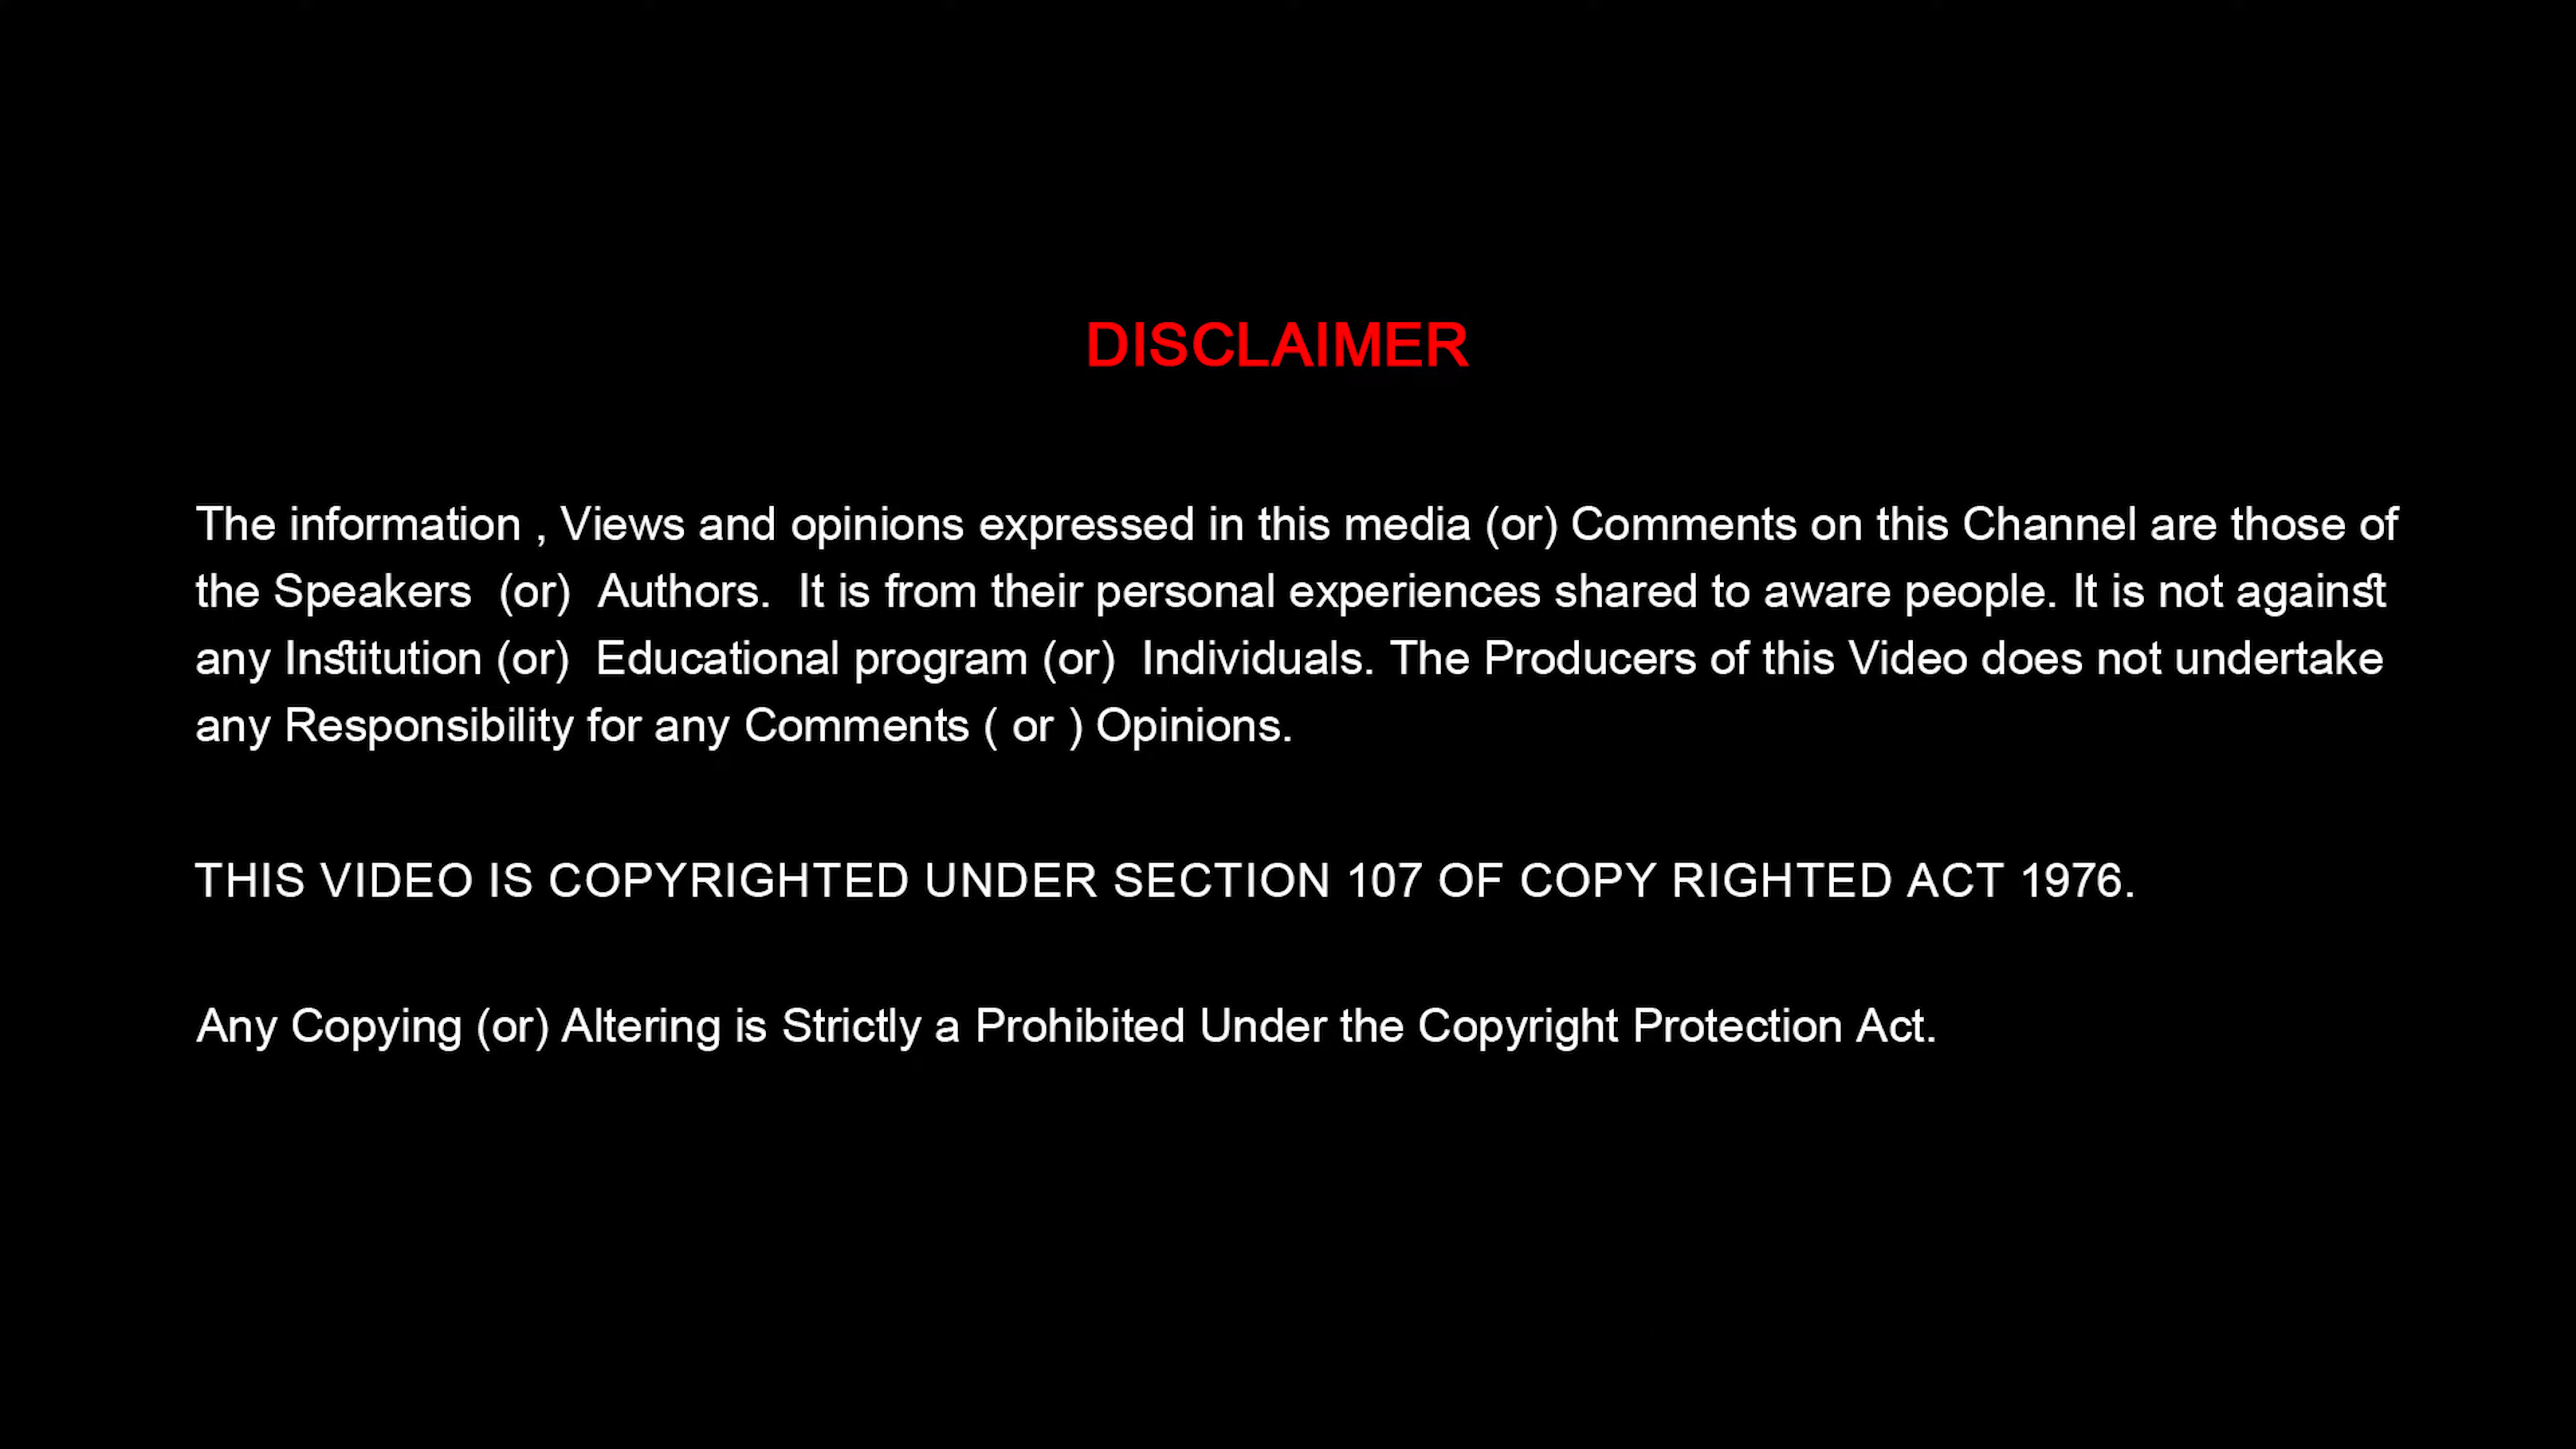 DISCLAIMER
The information , Views and opinions expressed in this media (or) Comments on this Channel are those of
the Speakers (or) Authors. It is from their personal experiences shared to aware people. It is not against
any Institution (or) Educational program (or) Individuals. The Producers of this Video does not undertake
any Responsibility for any Comments ( or ) Opinions.
THIS VIDEO IS COPYRIGHTED UNDER SECTION 107 OF COPY RIGHTED ACT 1976.
Any Copying (or) Altering is Strictly a Prohibited Under the Copyright Protection Act.